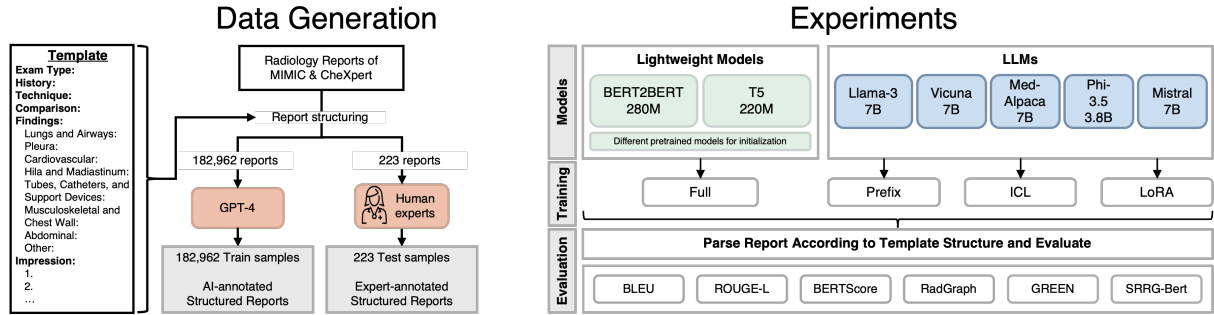 Data Generation
Template
Exam Type:
History:
Technique:
Comparison:
Findings:
Lungs and Airways:
Pleura:
Cardiovascular:
Hila and Madiastinum:
Tubes, Catheters, and
Support Devices:
Musculoskeletal and
Chest Wall:
Abdominal:
Other:
Impression:
1.
2.
...
Radiology Reports of
MIMIC & CheXpert
Report structuring
182,962 reports
223 reports
GPT-4
Human
experts
182,962 Train samples
AI-annotated
Structured Reports
223 Test samples
Expert-annotated
Structured Reports
Experiments
Models
Lightweight Models
BERT2BERT
280M
T5
220M
Different pretrained models for initialization
LLMs
Llama-3
7B
Vicuna
7B
Med-
Alpaca
7B
Phi-
3.5
3.8B
Mistral
7B
Training
Full
Prefix
ICL
LoRA
Evaluation
Parse Report According to Template Structure and Evaluate
BLEU
ROUGE-L
BERTScore
RadGraph
GREEN
SRRG-Bert